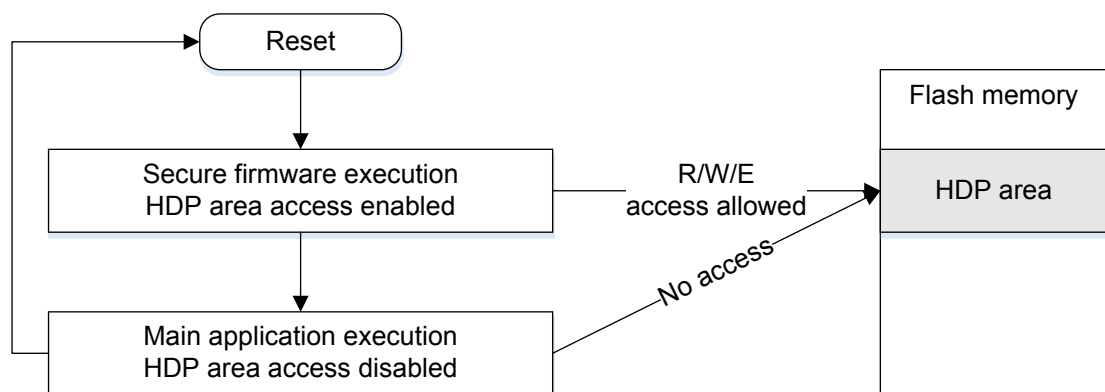 Reset
Flash memory
Secure firmware execution
HDP area access enabled
R/W/E
access allowed
HDP area
No access
Main application execution
HDP area access disabled